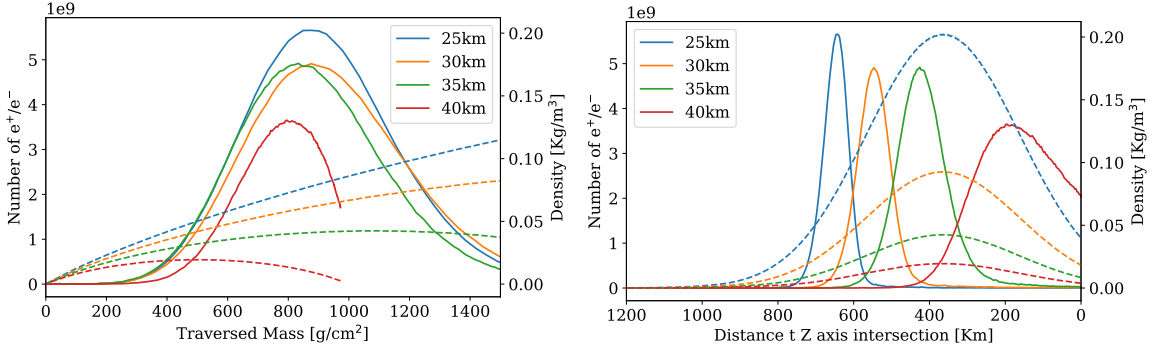 1e9
5
4
3
2
1
0
Number of e⁺/e⁻
25km
30km
35km
40km
0.20
0.15
0.10
0.05
0.00
Density [Kg/m³]
0 200 400 600 800 1000 1200 1400
Traversed Mass [g/cm²]
1e9
5
4
3
2
1
0
Number of e⁺/e⁻
25km
30km
35km
40km
0.20
0.15
0.10
0.05
0.00
Density [Kg/m³]
1200 1000 800 600 400 200 0
Distance t Z axis intersection [Km]